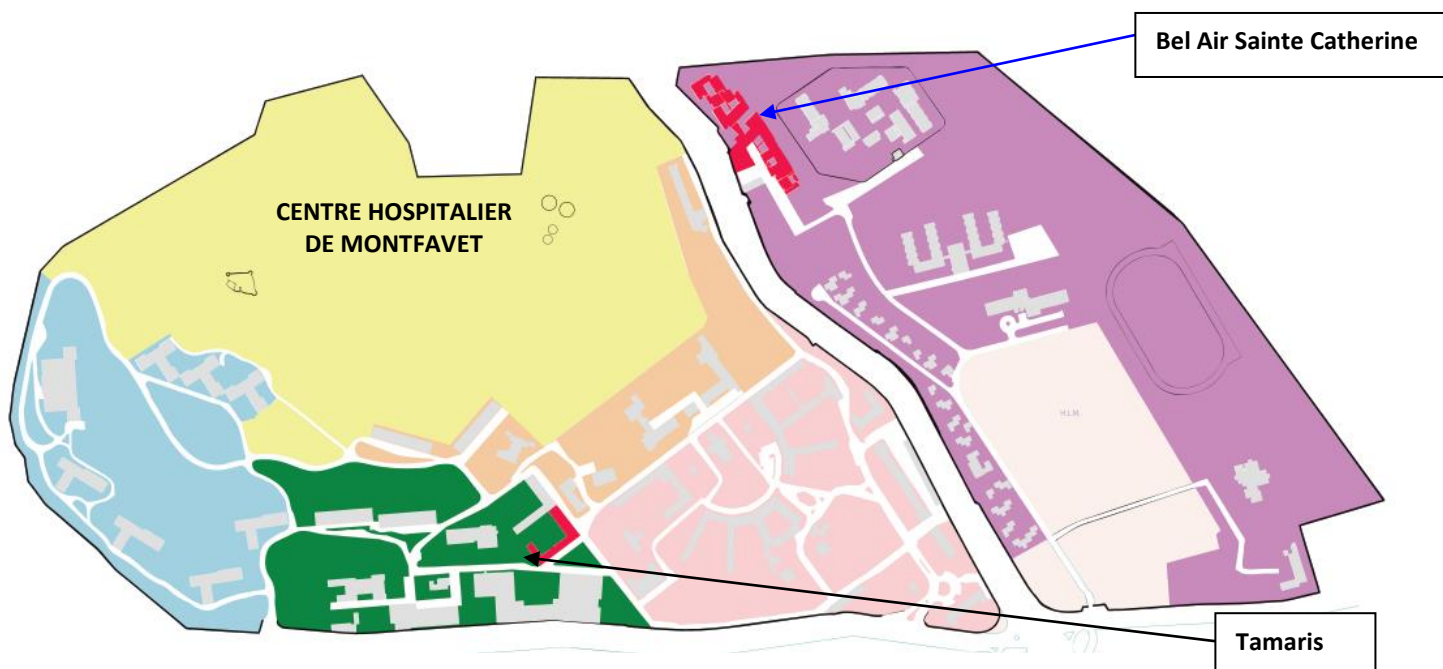 Bel Air Sainte Catherine
CENTRE HOSPITALIER
DE MONTFAVET
H.L.M.
Tamaris